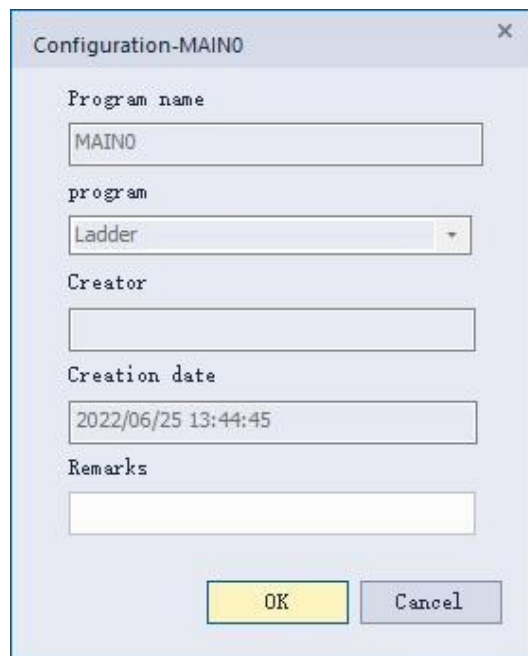 Configuration-MAIN0
Program name
MAIN0
program
Ladder
Creator
Creation date
2022/06/25 13:44:45
Remarks
OK
Cancel